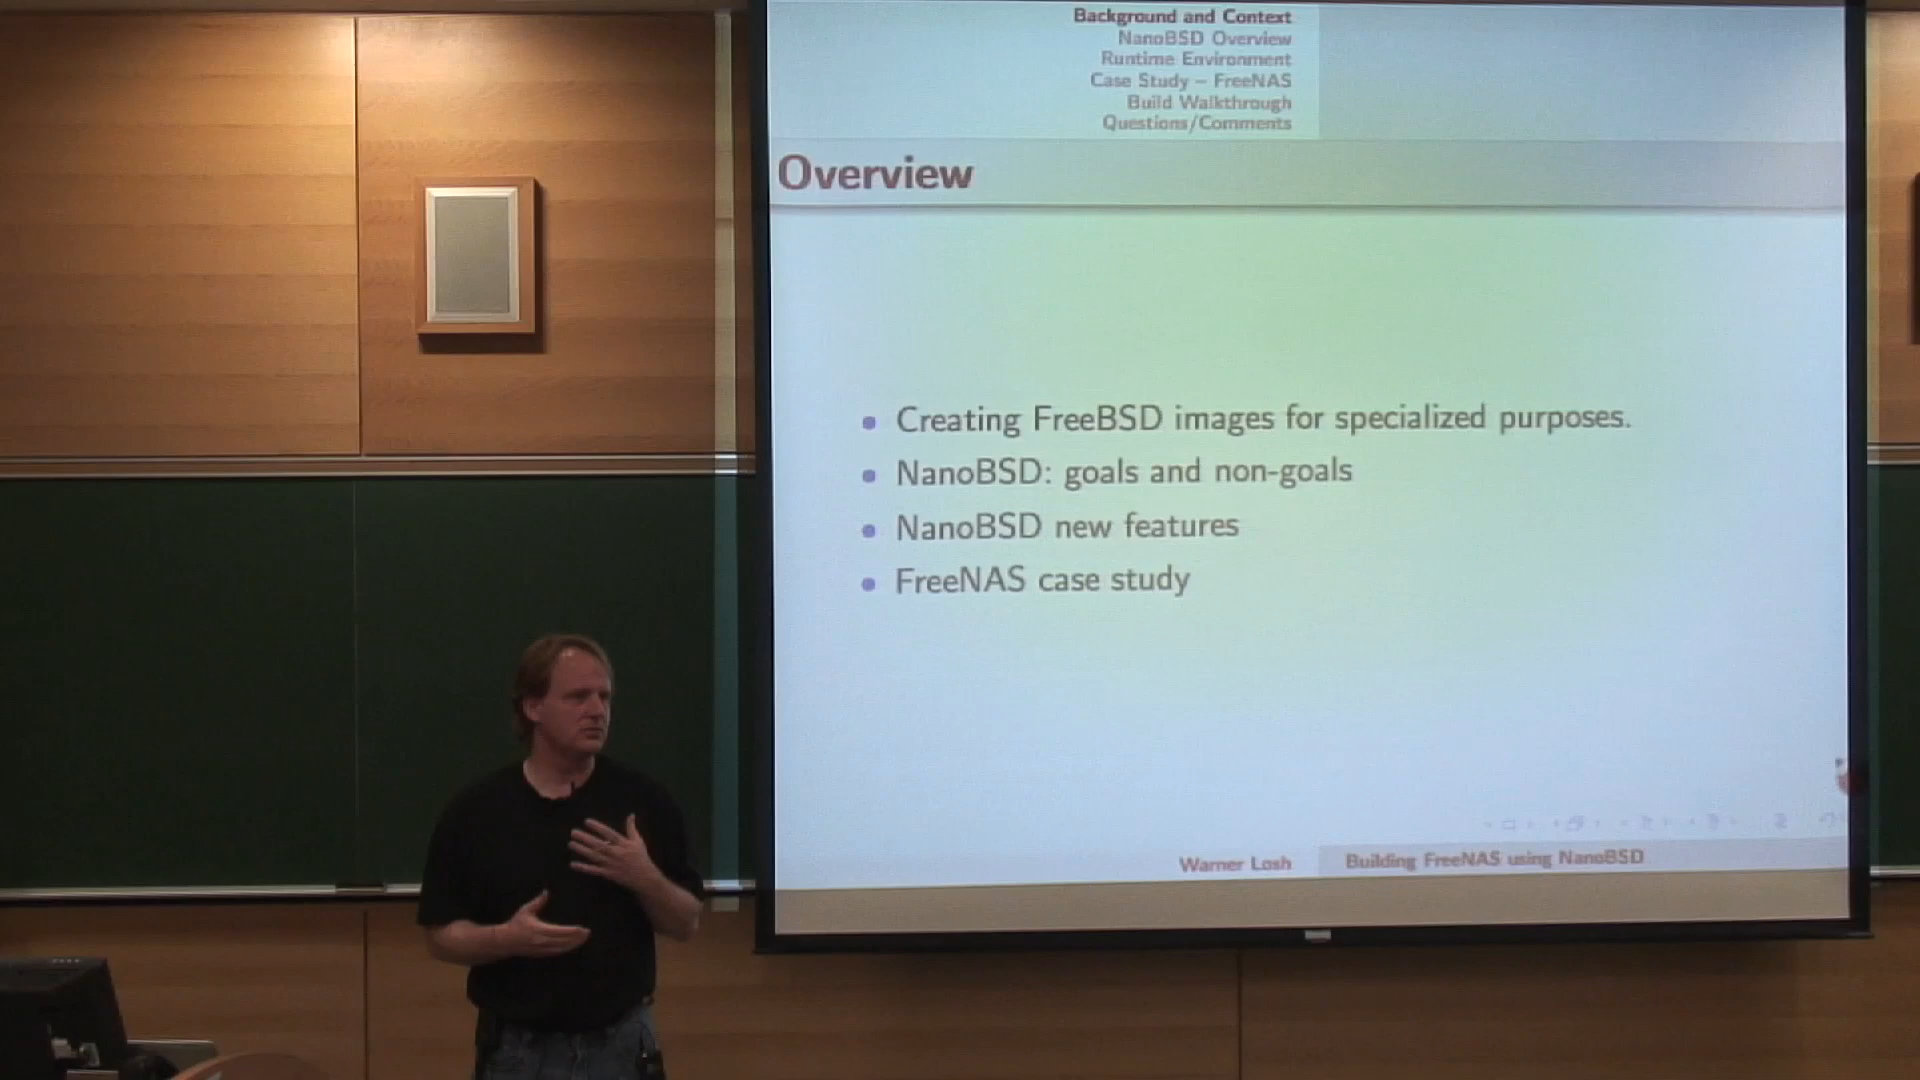 Background and Context
NanoBSD Overview
Runtime Environment
Case Study – FreeNAS
Build Walkthrough
Questions/Comments
Overview
Creating FreeBSD images for specialized purposes.
NanoBSD: goals and non-goals
NanoBSD new features
FreeNAS case study
Warner Losh
Building FreeNAS using NanoBSD